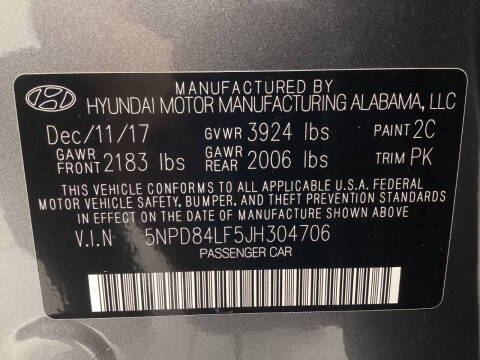 MANUFACTURED BY
HYUNDAI MOTOR MANUFACTURING ALABAMA, LLC
Dec/11/17 GVWR 3924 lbs PAINT 2C
GAWR FRONT 2183 lbs GAWR REAR 2006 lbs TRIM PK
THIS VEHICLE CONFORMS TO ALL APPLICABLE U.S.A. FEDERAL
MOTOR VEHICLE SAFETY, BUMPER, AND THEFT PREVENTION STANDARDS
IN EFFECT ON THE DATE OF MANUFACTURE SHOWN ABOVE
V.I.N 5NPD84LF5JH304706
PASSENGER CAR